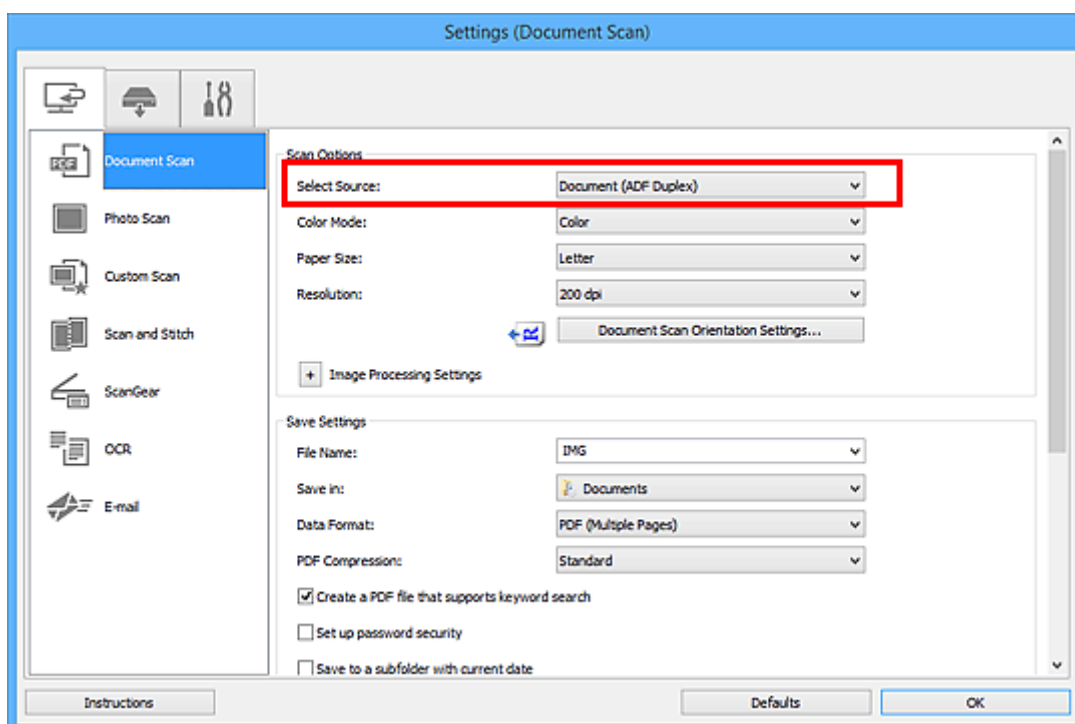 Settings (Document Scan)
PDF
Document Scan
Photo Scan
Custom Scan
Scan and Stitch
ScanGear
OCR
E-mail
Scan Options
Select Source: Document (ADF Duplex)
Color Mode: Color
Paper Size: Letter
Resolution: 200 dpi
R Document Scan Orientation Settings...
+ Image Processing Settings
Save Settings
File Name: IMG
Save in: Documents
Data Format: PDF (Multiple Pages)
PDF Compression: Standard
Create a PDF file that supports keyword search
Set up password security
Save to a subfolder with current date
Instructions Defaults OK